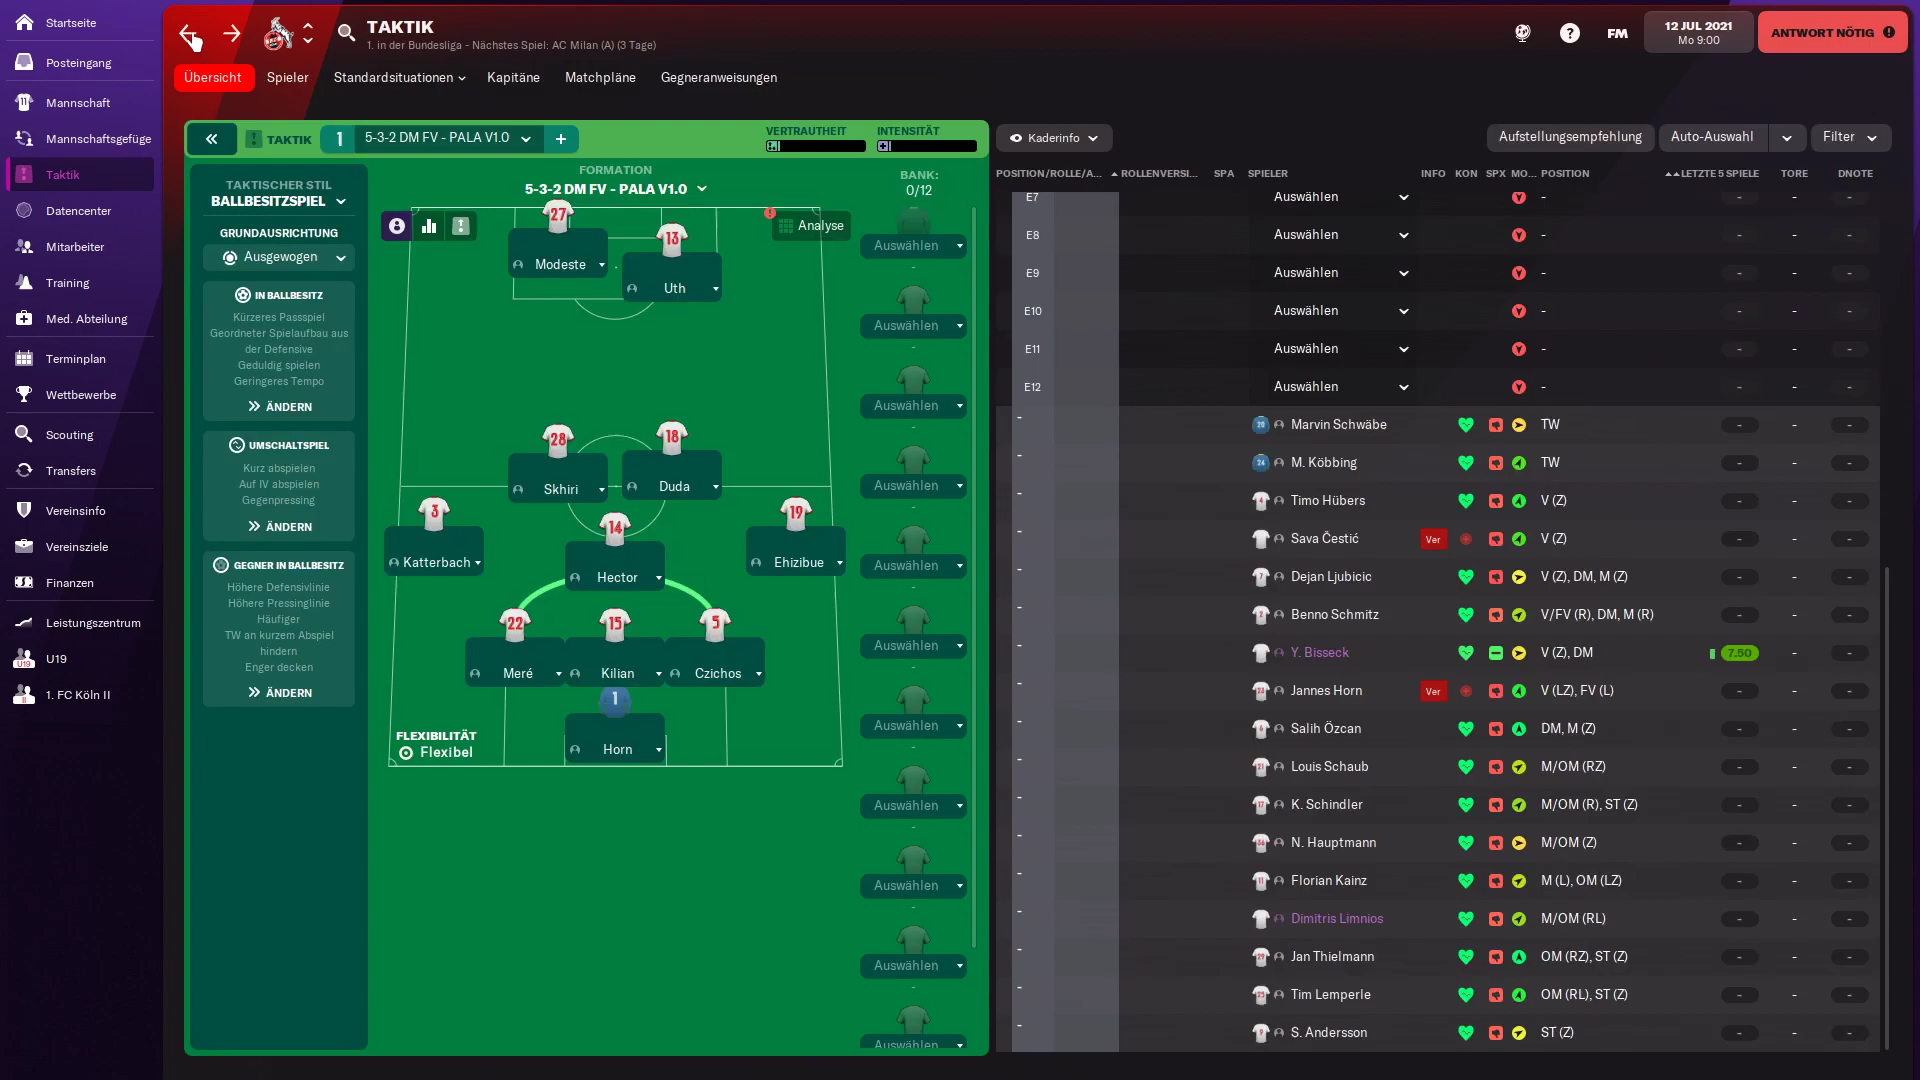 Startseite
Posteingang
Mannschaft
Mannschaftsgefüge
Taktik
Datencenter
Mitarbeiter
Training
Med. Abteilung
Terminplan
Wettbewerbe
Scouting
Transfers
Vereinsinfo
Vereinsziele
Finanzen
Leistungszentrum
U19
1. FC Köln II
TAKTIK
1. in der Bundesliga - Nächstes Spiel: AC Milan (A) (3 Tage)
FM
12 JUL 2021
Mo 9:00
ANTWORT NÖTIG
Übersicht Spieler Standardsituationen Kapitäne Matchpläne Gegneranweisungen
TAKTIK 1 5-3-2 DM FV - PALA V1.0 +
VERTRAUTHEIT INTENSITÄT
TAKTISCHER STIL
BALLBESITZSPIEL
GRUNDAUSRICHTUNG
Ausgewogen
IN BALLBESITZ
Kürzeres Passspiel
Geordneter Spielaufbau aus
der Defensive
Geduldig spielen
Geringeres Tempo
ÄNDERN
UMSCHALTSPIEL
Kurz abspielen
Auf IV abspielen
Gegenpressing
ÄNDERN
GEGNER IN BALLBESITZ
Höhere Defensivlinie
Höhere Pressinglinie
Häufiger
TW an kurzem Abspiel
hindern
Enger decken
ÄNDERN
FORMATION
5-3-2 DM FV - PALA V1.0
Analyse
27
Modeste
13
Uth
28
Skhiri
18
Duda
3
Katterbach
14
Hector
19
Ehizibue
22
Meré
15
Kilian
5
Czichos
1
Horn
FLEXIBILITÄT
Flexibel
BANK:
0/12
Auswählen
-
Auswählen
-
Auswählen
-
Auswählen
-
Auswählen
-
Auswählen
-
Auswählen
-
Auswählen
-
Auswählen
-
Auswählen
-
Auswählen
Kaderinfo Aufstellungsempfehlung Auto-Auswahl Filter
POSITION/ROLLE/A... ROLLENVERSI... SPA SPIELER INFO KON SPX MO... POSITION LETZTE 5 SPIELE TORE DNOTE
E7 Auswählen - - - -
E8 Auswählen - - - -
E9 Auswählen - - - -
E10 Auswählen - - - -
E11 Auswählen - - - -
E12 Auswählen - - - -
- Marvin Schwäbe TW - - -
- M. Köbbing TW - - -
- Timo Hübers V (Z) - - -
- Sava Čestić Ver V (Z) - - -
- Dejan Ljubicic V (Z), DM, M (Z) - - -
- Benno Schmitz V/FV (R), DM, M (R) - - -
- Y. Bisseck V (Z), DM 7.50 - -
- Jannes Horn Ver V (LZ), FV (L) - - -
- Salih Özcan DM, M (Z) - - -
- Louis Schaub M/OM (RZ) - - -
- K. Schindler M/OM (R), ST (Z) - - -
- N. Hauptmann M/OM (Z) - - -
- Florian Kainz M (L), OM (LZ) - - -
- Dimitris Limnios M/OM (RL) - - -
- Jan Thielmann OM (RZ), ST (Z) - - -
- Tim Lemperle OM (RL), ST (Z) - - -
- S. Andersson ST (Z) - - -